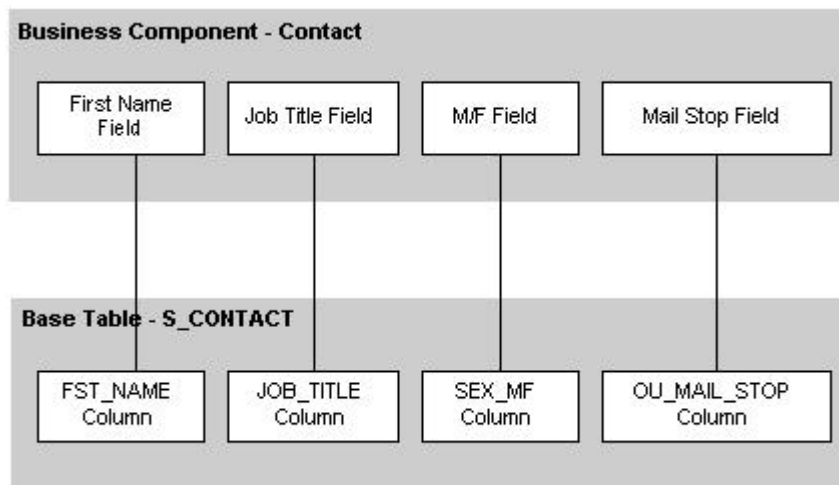 Business Component - Contact
First Name
Field
Job Title Field
M/F Field
Mail Stop Field
Base Table - S_CONTACT
FST_NAME
Column
JOB_TITLE
Column
SEX_MF
Column
OU_MAIL_STOP
Column